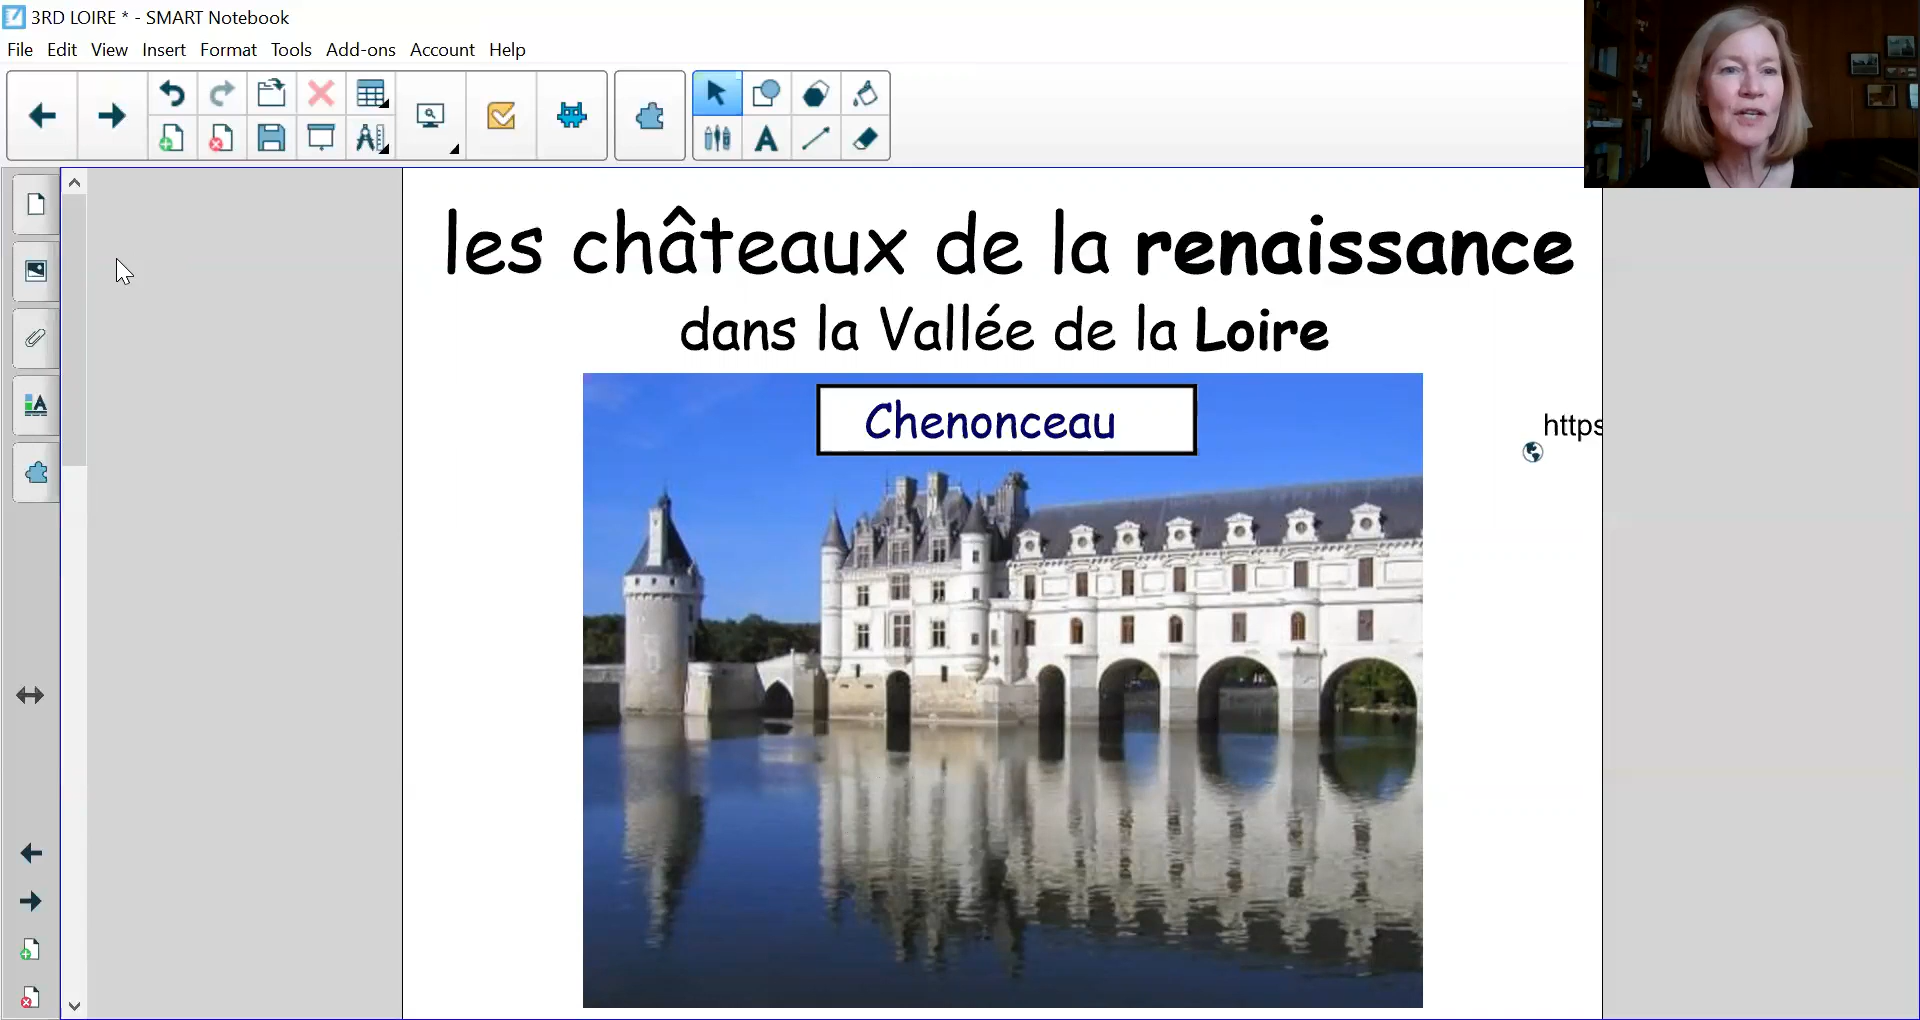 3RD LOIRE * - SMART Notebook
File Edit View Insert Format Tools Add-ons Account Help
les châteaux de la renaissance
dans la Vallée de la Loire
Chenonceau
https